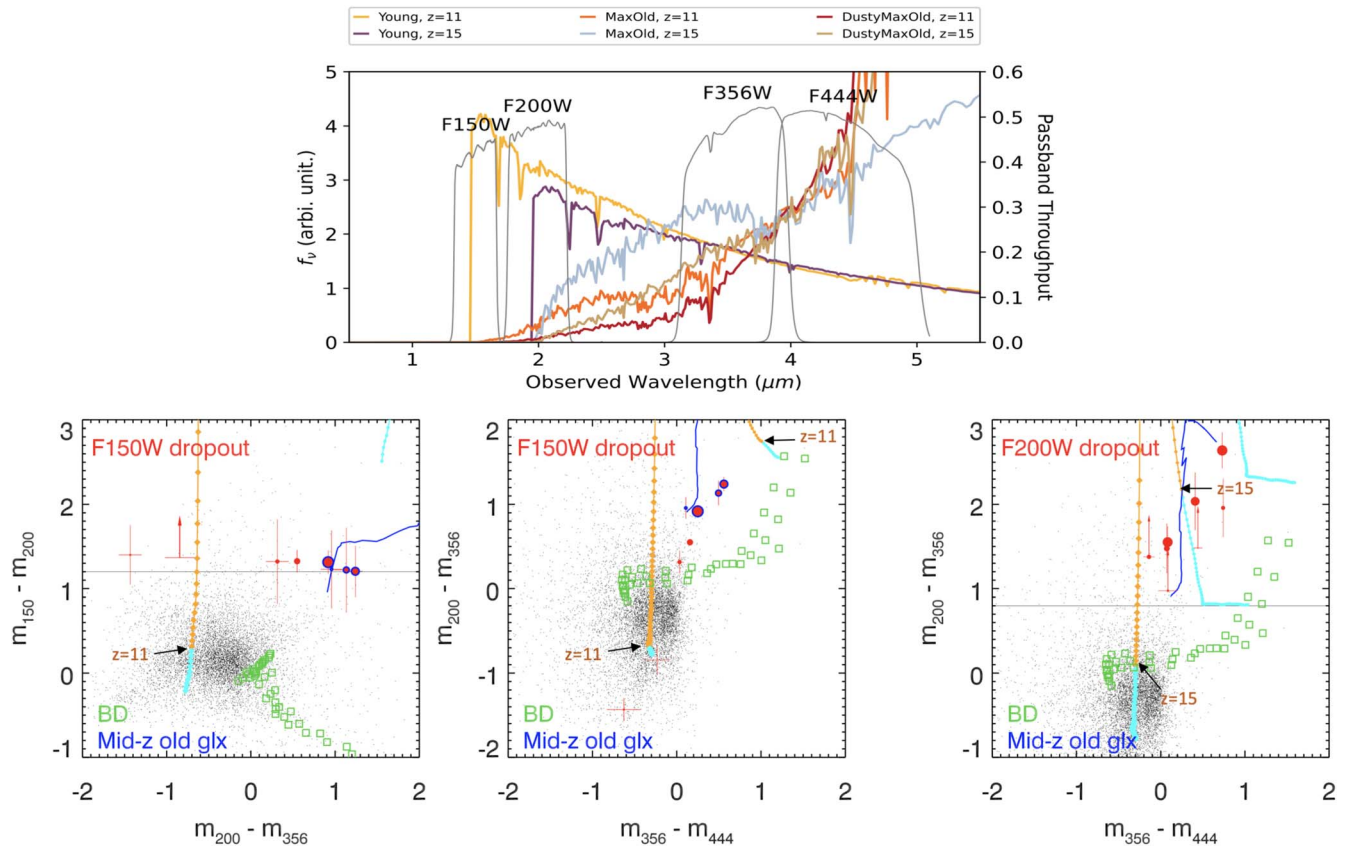 Young, z=11 MaxOld, z=11 DustyMaxOld, z=11
Young, z=15 MaxOld, z=15 DustyMaxOld, z=15
5 4 3 2 1 0
fν (arbi. unit.)
F150W F200W F356W F444W
0.6 0.5 0.4 0.3 0.2 0.1 0.0
Passband Throughput
1 2 3 4 5
Observed Wavelength (μm)
3 2 1 0 -1
m150 - m200
F150W dropout
z=11
BD
Mid-z old glx
-2 -1 0 1 2
m200 - m356
2 1 0 -1 -2
m200 - m356
F150W dropout
z=11
z=11
BD
Mid-z old glx
-2 -1 0 1 2
m356 - m444
3 2 1 0 -1
m200 - m356
F200W dropout
z=15
z=15
BD
Mid-z old glx
-2 -1 0 1 2
m356 - m444